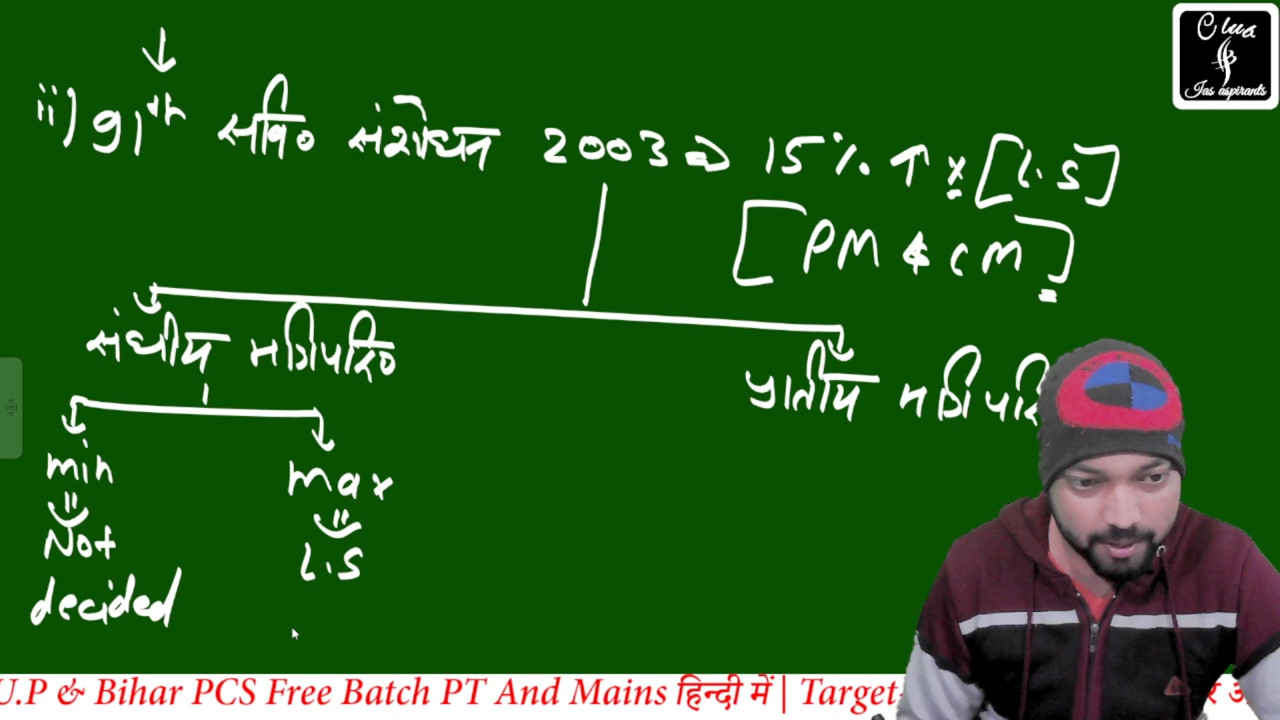 Clue
Ias aspirants
ii) 91th संवि० संशोधन 2003 ⇒ 15% ↑ x [L.S]
[PM & CM]
संघीय मंत्रिपरि०
प्रांतीय मंत्रिपरि
min
max
Not
decided
L.S
U.P & Bihar PCS Free Batch PT And Mains हिन्दी में | Target-